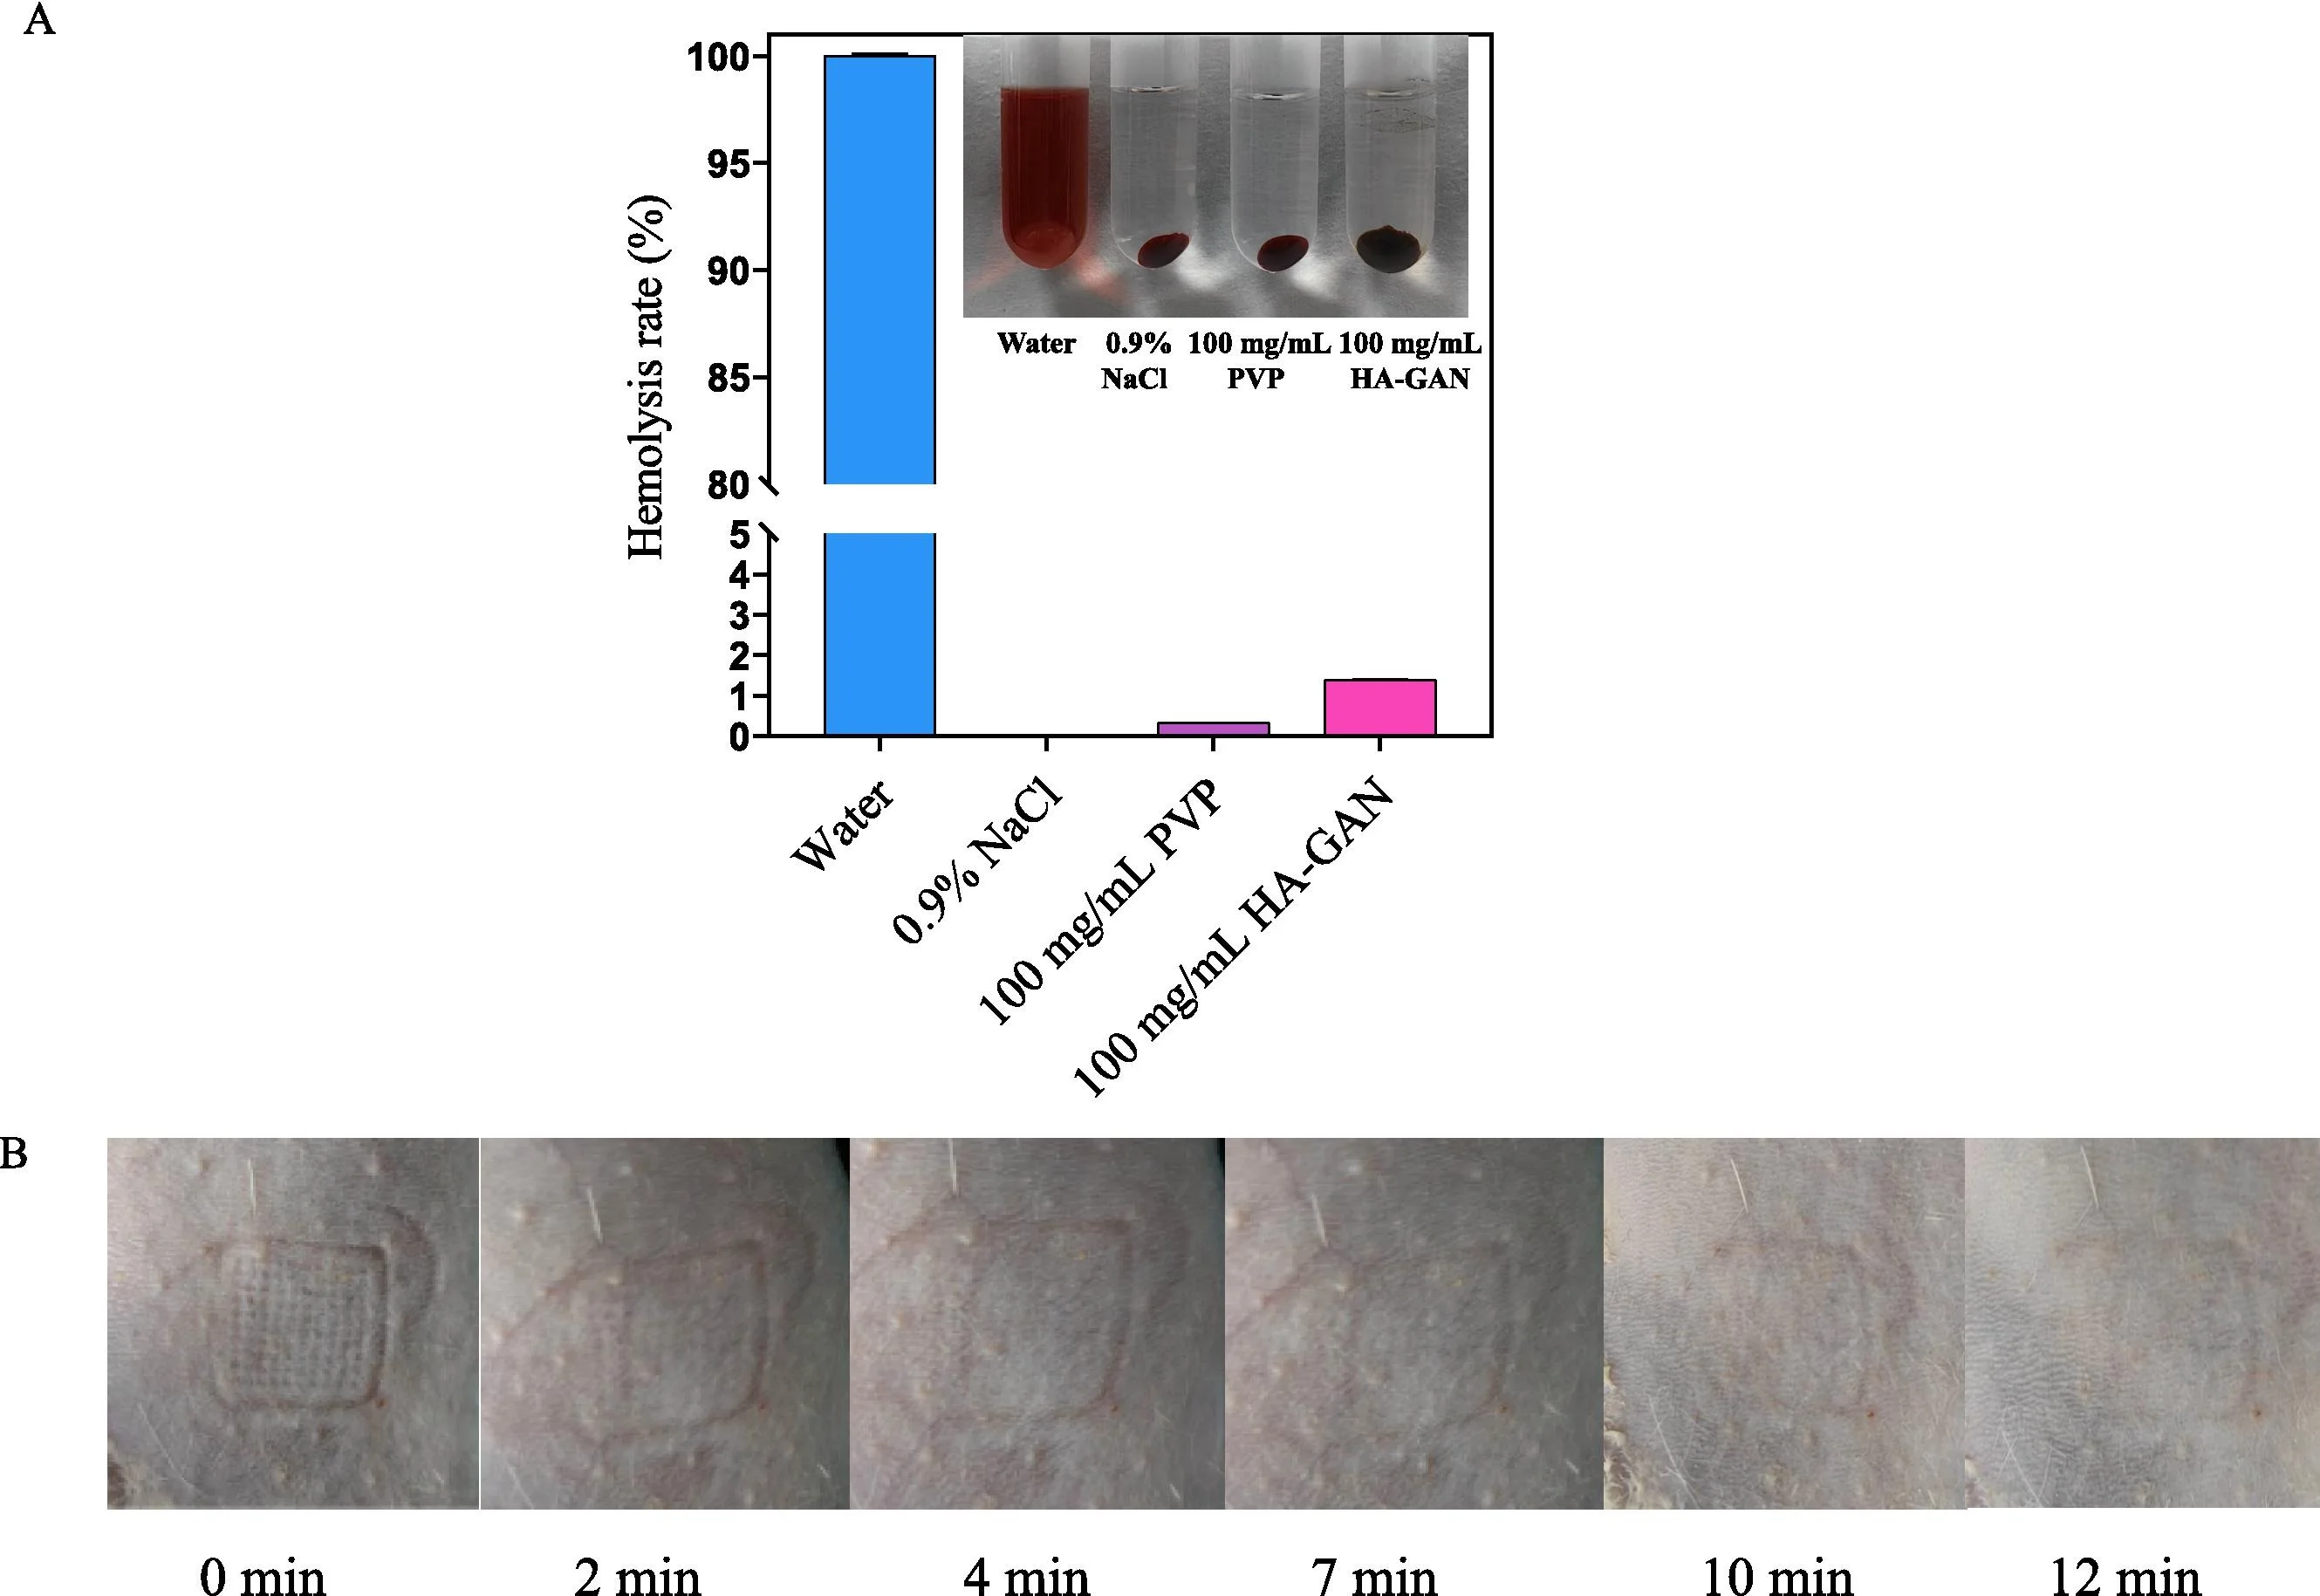 A
Hemolysis rate (%)
100
95
90
85
80
5
4
3
2
1
0
Water 0.9% 100 mg/mL 100 mg/mL
NaCl PVP HA-GAN
Water
0.9% NaCl
100 mg/mL PVP
100 mg/mL HA-GAN
B
0 min 2 min 4 min 7 min 10 min 12 min